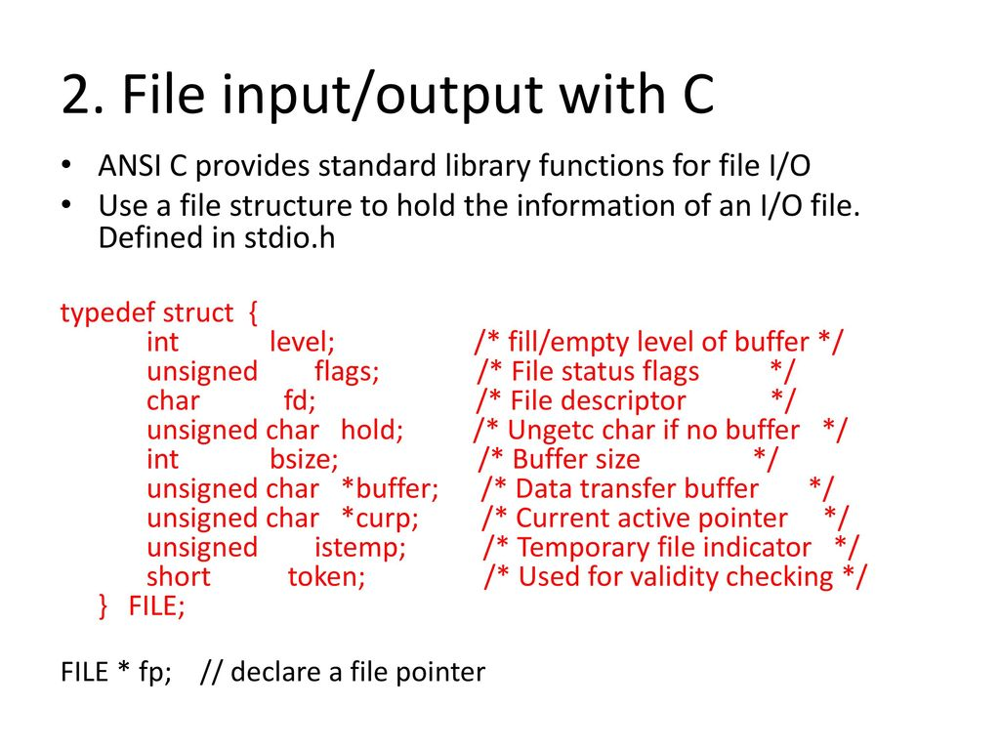 2. File input/output with C
• ANSI C provides standard library functions for file I/O
• Use a file structure to hold the information of an I/O file.
Defined in stdio.h
typedef struct {
int level; /* fill/empty level of buffer */
unsigned flags; /* File status flags */
char fd; /* File descriptor */
unsigned char hold; /* Ungetc char if no buffer */
int bsize; /* Buffer size */
unsigned char *buffer; /* Data transfer buffer */
unsigned char *curp; /* Current active pointer */
unsigned istemp; /* Temporary file indicator */
short token; /* Used for validity checking */
} FILE;
FILE * fp; // declare a file pointer